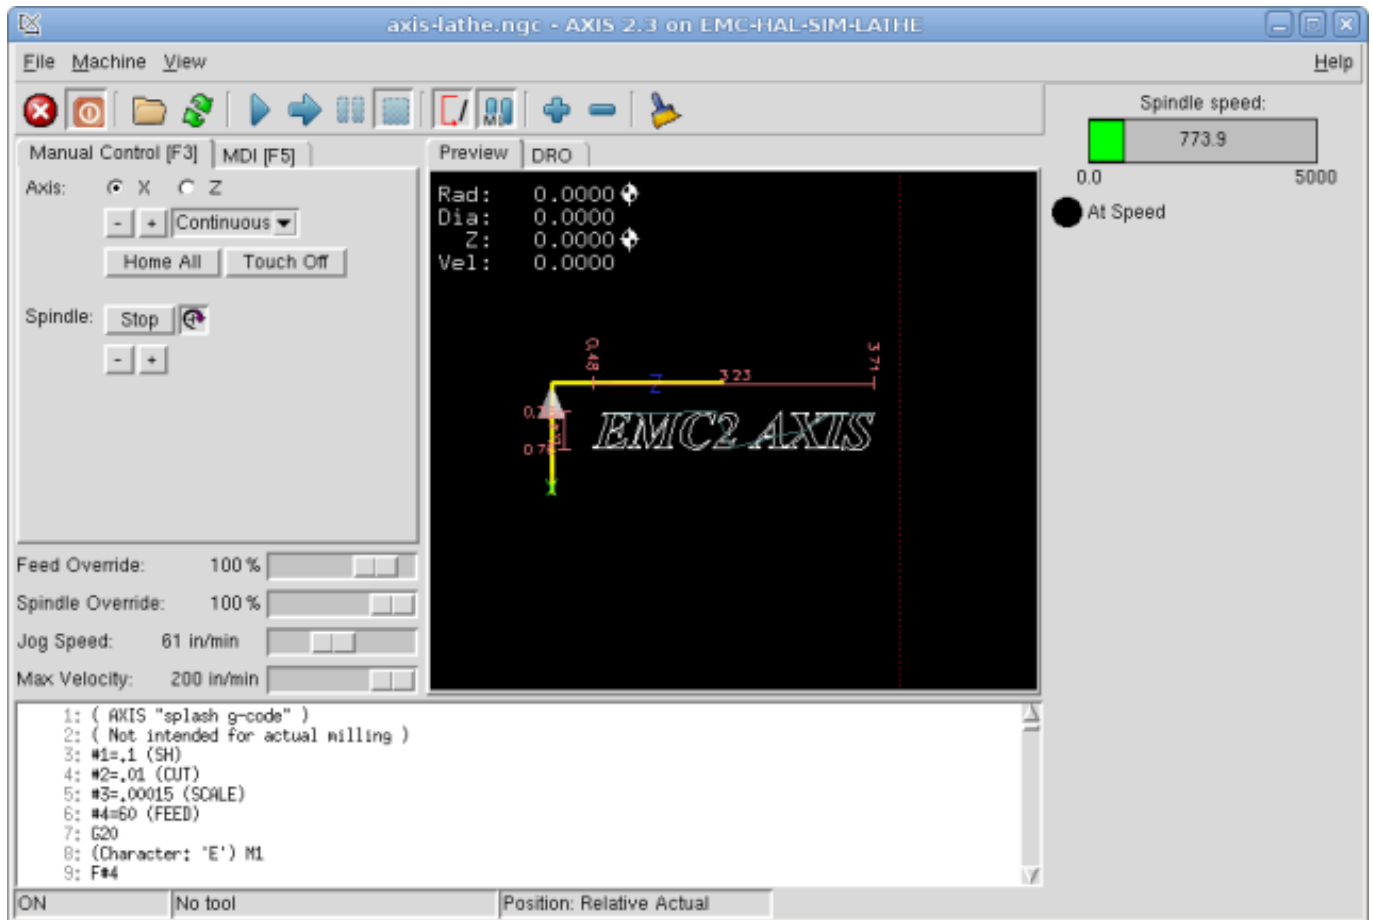 axis-lathe.ngc - AXIS 2.3 on EMC-HAL-SIM-LATHE
File Machine View Help
Manual Control [F3] MDI [F5] Preview DRO
Spindle speed:
773.9
0.0 5000
At Speed
Axis: X Z
- + Continuous
Home All Touch Off
Spindle: Stop
- +
Rad: 0.0000
Dia: 0.0000
Z: 0.0000
Vel: 0.0000
0.48 3.23 3.71
Z
0.76
EMC2 AXIS
Feed Override: 100 %
Spindle Override: 100 %
Jog Speed: 61 in/min
Max Velocity: 200 in/min
1: ( AXIS "splash g-code" )
2: ( Not intended for actual milling )
3: #1=.1 (SH)
4: #2=.01 (CUT)
5: #3=.00015 (SCALE)
6: #4=60 (FEED)
7: G20
8: (Character: 'E') M1
9: F#4
ON No tool Position: Relative Actual